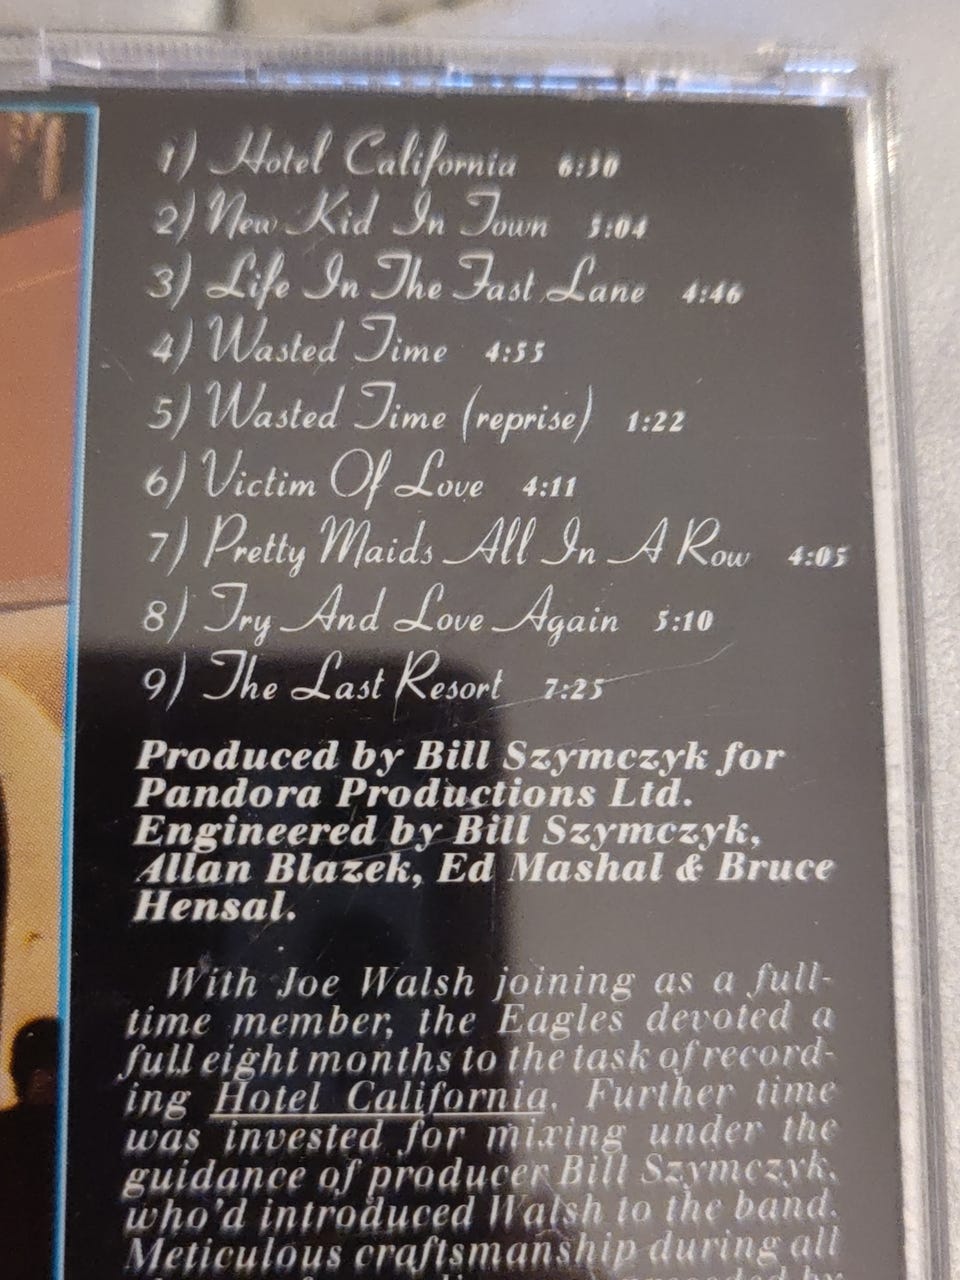 1) Hotel California 6:30
2) New Kid In Town 5:04
3) Life In The Fast Lane 4:46
4) Wasted Time 4:55
5) Wasted Time (reprise) 1:22
6) Victim Of Love 4:11
7) Pretty Maids All In A Row 4:05
8) Try And Love Again 5:10
9) The Last Resort 7:25
Produced by Bill Szymczyk for
Pandora Productions Ltd.
Engineered by Bill Szymczyk,
Allan Blazek, Ed Mashal & Bruce
Hensal.
With Joe Walsh joining as a full-
time member, the Eagles devoted a
full eight months to the task of record-
ing Hotel California. Further time
was invested for mixing under the
guidance of producer Bill Szymczyk,
who'd introduced Walsh to the band.
Meticulous craftsmanship during all